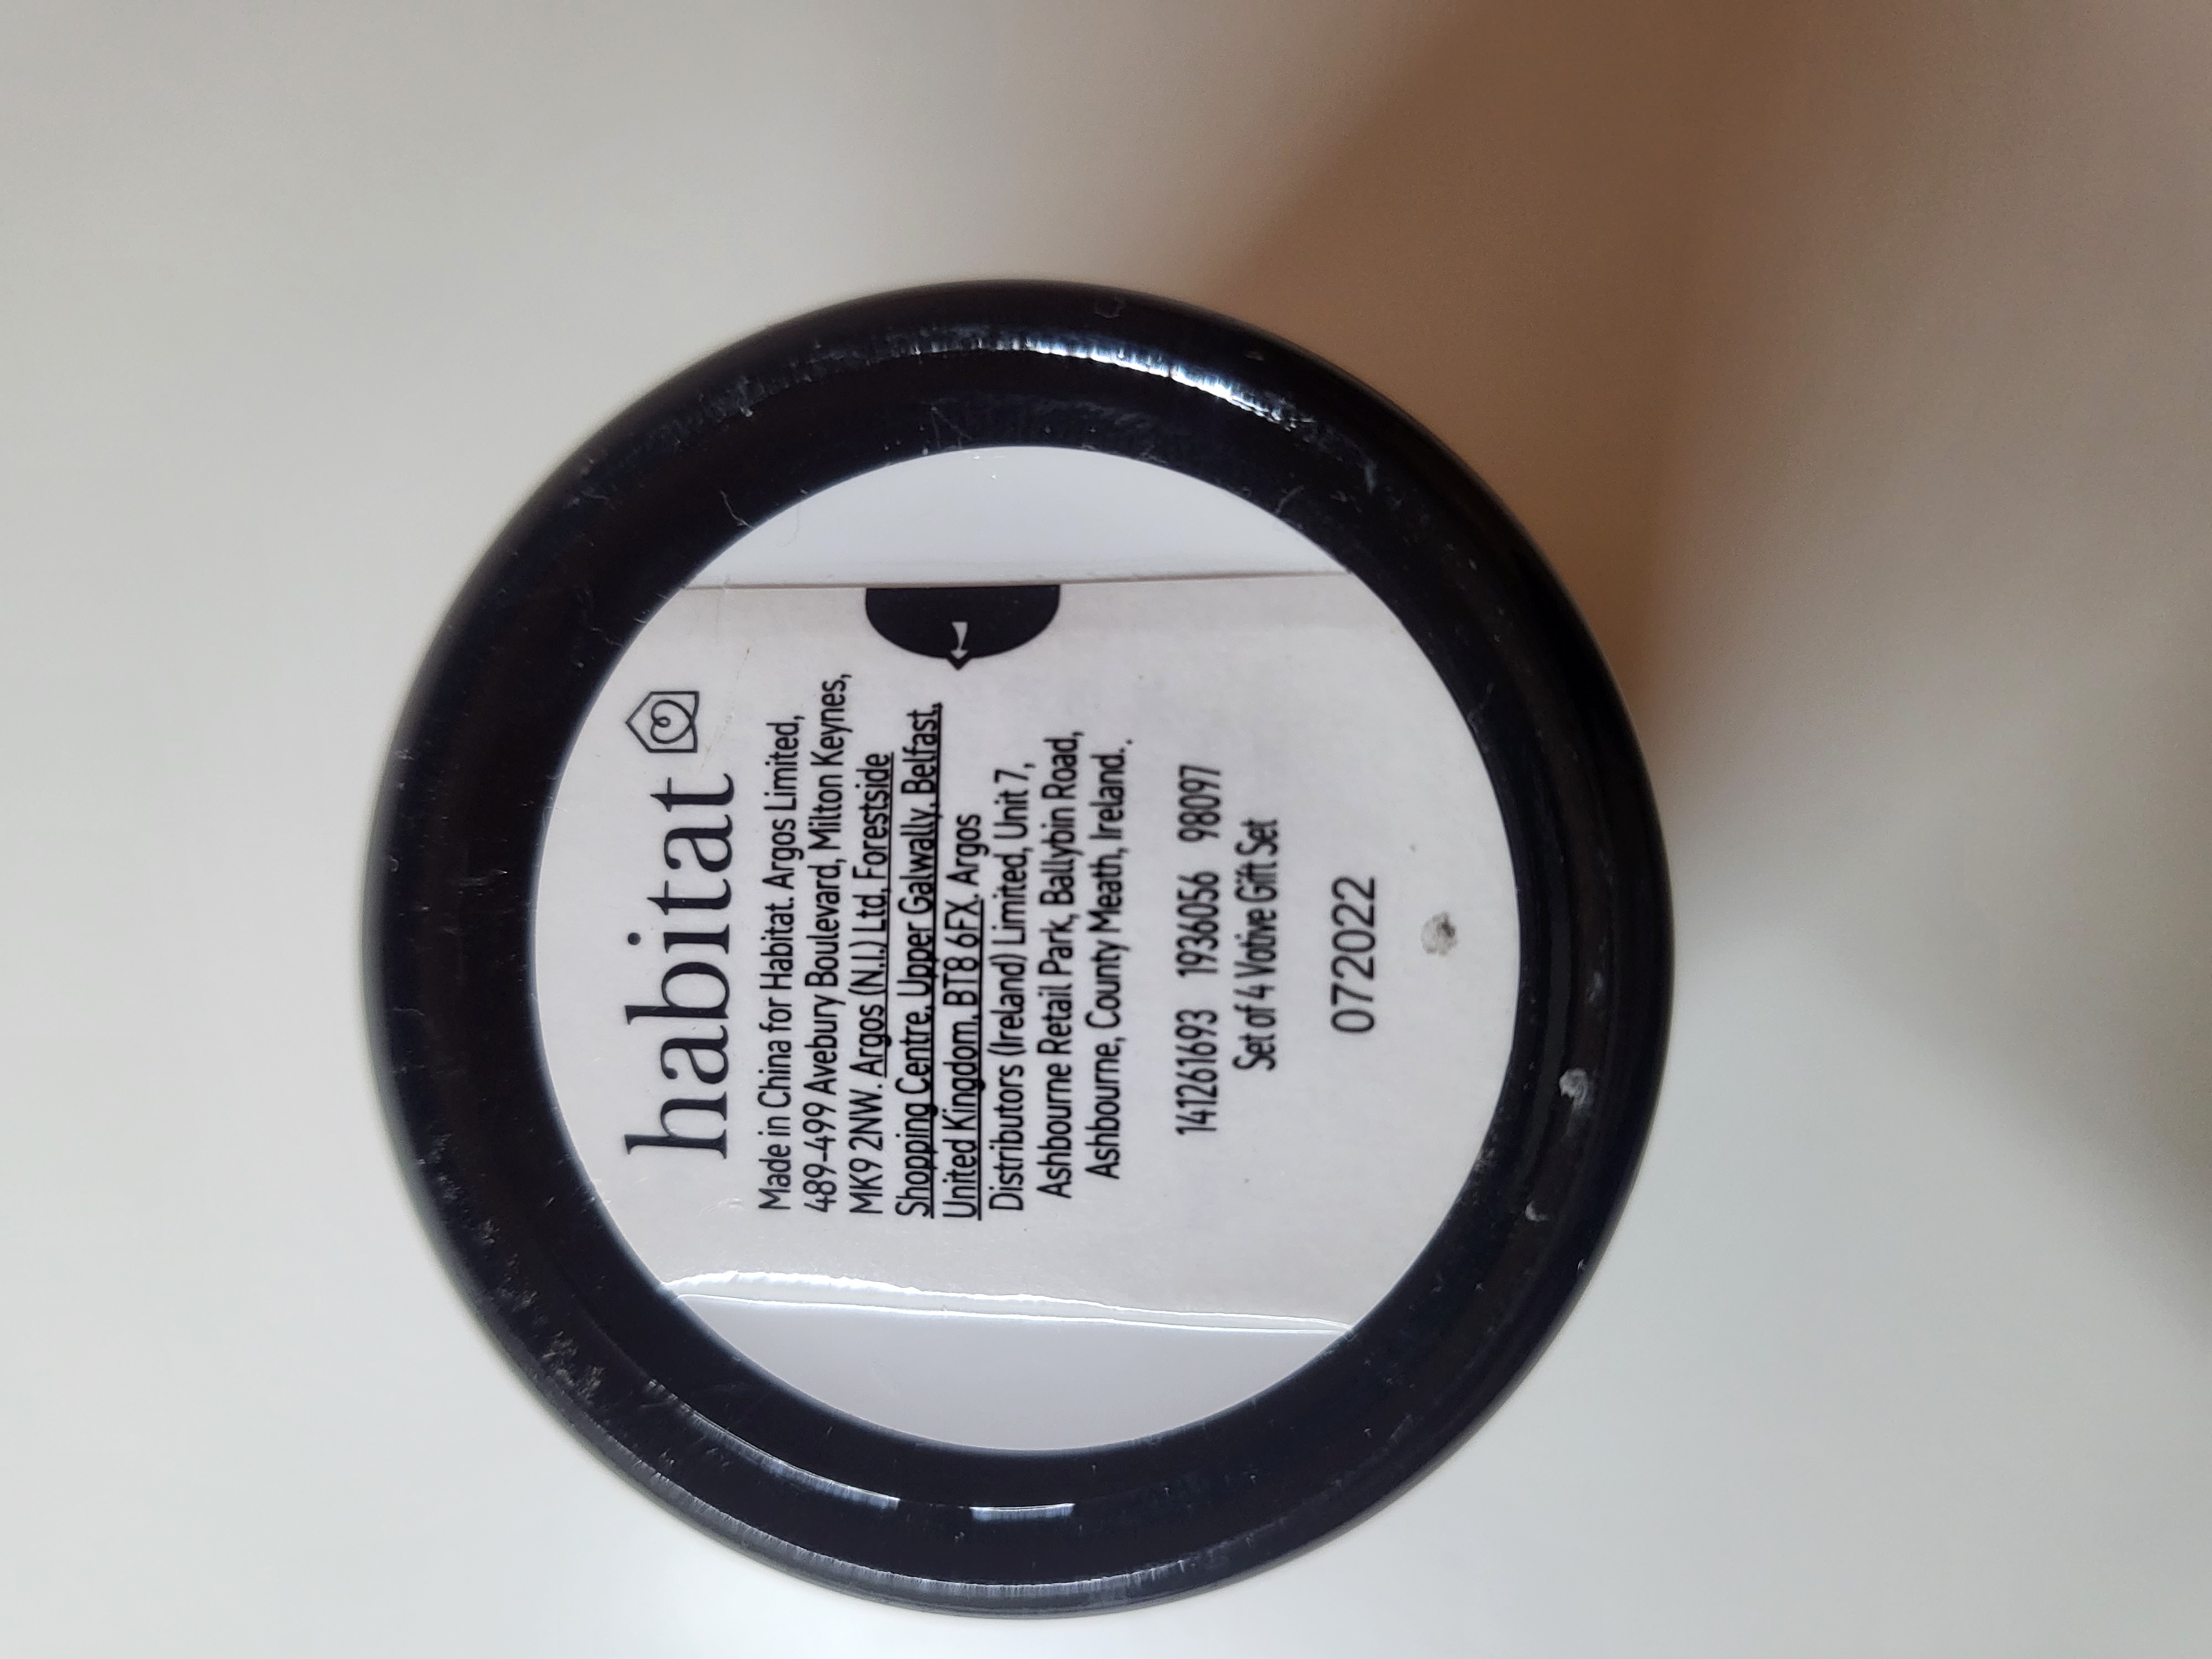 habitat
Made in China for Habitat. Argos Limited,
489-499 Avebury Boulevard, Milton Keynes,
MK9 2NW. Argos (N.I.) Ltd, Forestside
Shopping Centre, Upper Galwally, Belfast,
United Kingdom, BT8 6FX. Argos
Distributors (Ireland) Limited, Unit 7,
Ashbourne Retail Park, Ballybin Road,
Ashbourne, County Meath, Ireland..
141261693 1936056 98097
Set of 4 Votive Gift Set
072022